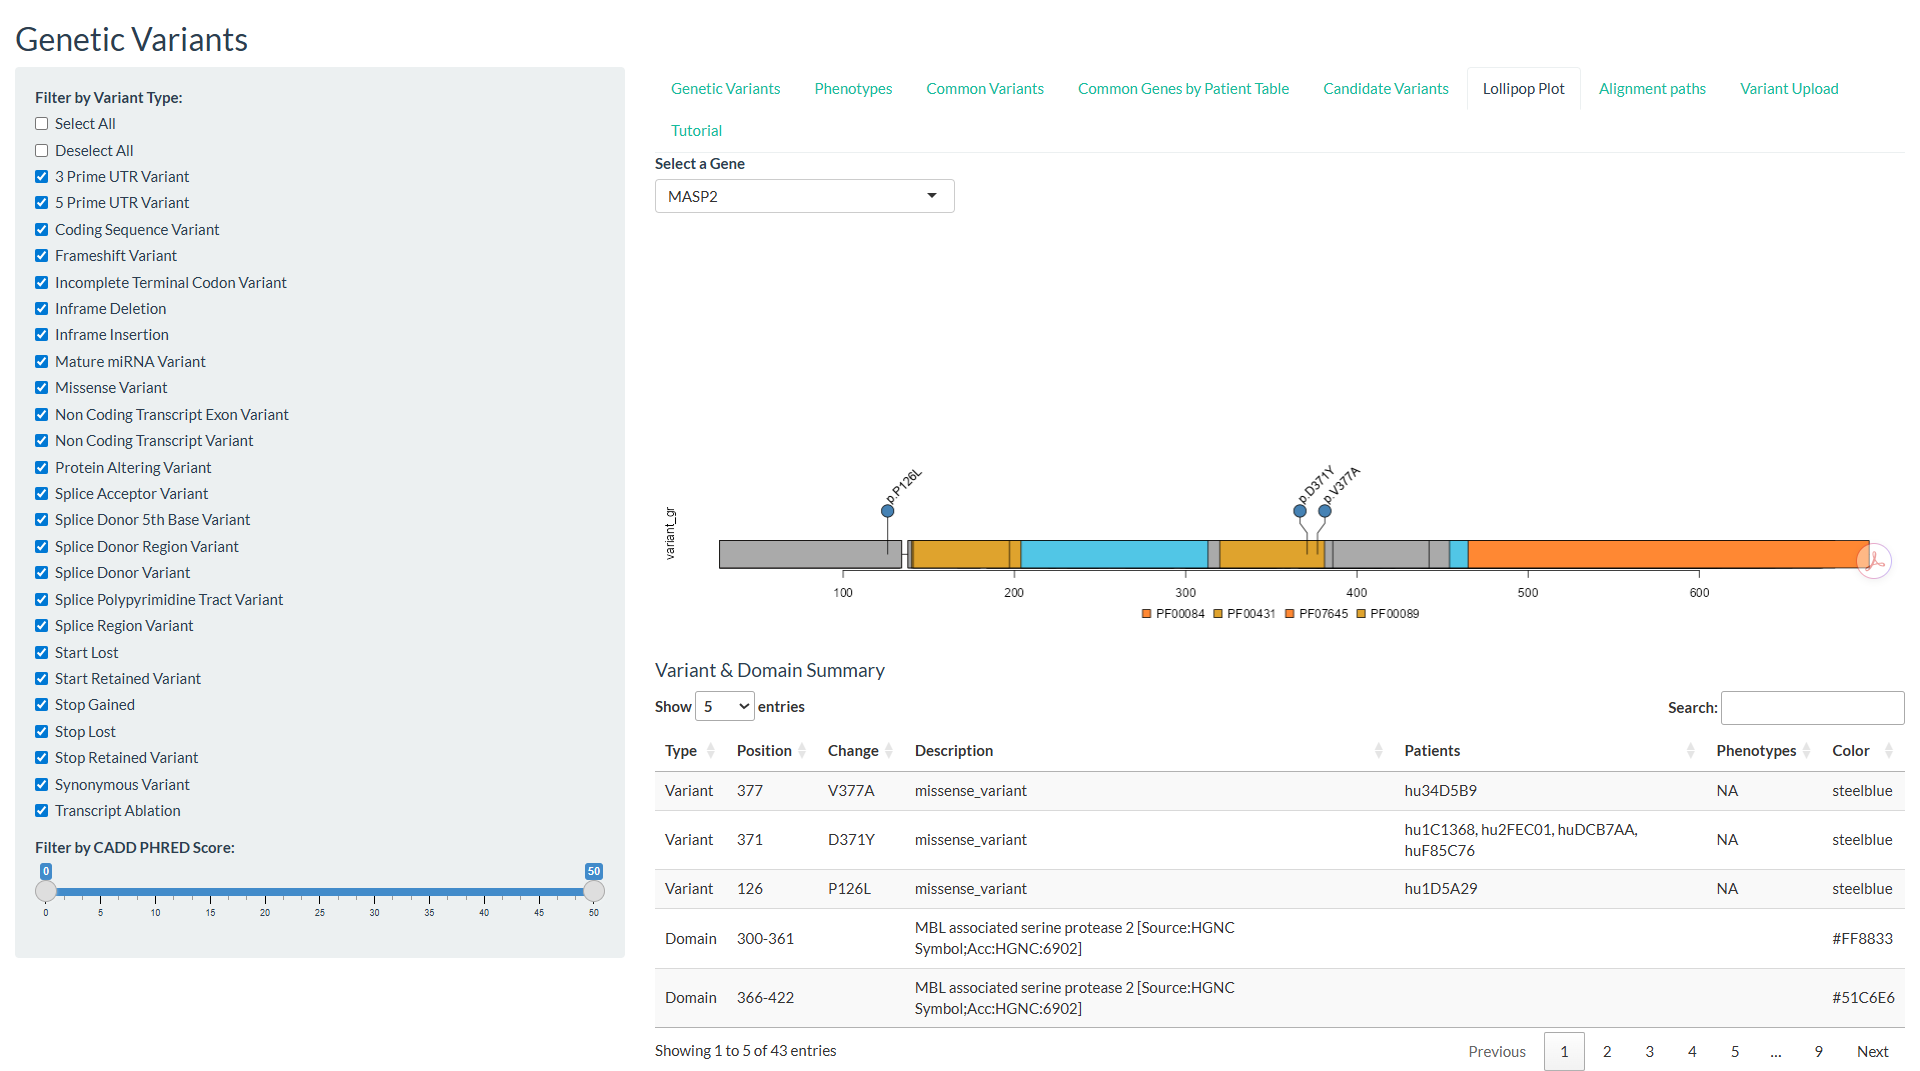 Genetic Variants
Filter by Variant Type:
Select All
Deselect All
3 Prime UTR Variant
5 Prime UTR Variant
Coding Sequence Variant
Frameshift Variant
Incomplete Terminal Codon Variant
Inframe Deletion
Inframe Insertion
Mature miRNA Variant
Missense Variant
Non Coding Transcript Exon Variant
Non Coding Transcript Variant
Protein Altering Variant
Splice Acceptor Variant
Splice Donor 5th Base Variant
Splice Donor Region Variant
Splice Donor Variant
Splice Polypyrimidine Tract Variant
Splice Region Variant
Start Lost
Start Retained Variant
Stop Gained
Stop Lost
Stop Retained Variant
Synonymous Variant
Transcript Ablation
Filter by CADD PHRED Score:
0 50
0 5 10 15 20 25 30 35 40 45 50
Genetic Variants Phenotypes Common Variants Common Genes by Patient Table Candidate Variants Lollipop Plot Alignment paths Variant Upload
Tutorial
Select a Gene
MASP2
p.P126L p.D371Y p.V377A
variant_gr
100 200 300 400 500 600
PF00084 PF00431 PF07645 PF00089
Variant & Domain Summary
Show 5 entries Search:
Type Position Change Description Patients Phenotypes Color
Variant 377 V377A missense_variant hu34D5B9 NA steelblue
Variant 371 D371Y missense_variant hu1C1368, hu2FEC01, huDCB7AA, NA steelblue
huF85C76
Variant 126 P126L missense_variant hu1D5A29 NA steelblue
Domain 300-361 MBL associated serine protease 2 [Source:HGNC #FF8833
Symbol;Acc:HGNC:6902]
Domain 366-422 MBL associated serine protease 2 [Source:HGNC #51C6E6
Symbol;Acc:HGNC:6902]
Showing 1 to 5 of 43 entries Previous 1 2 3 4 5 ... 9 Next